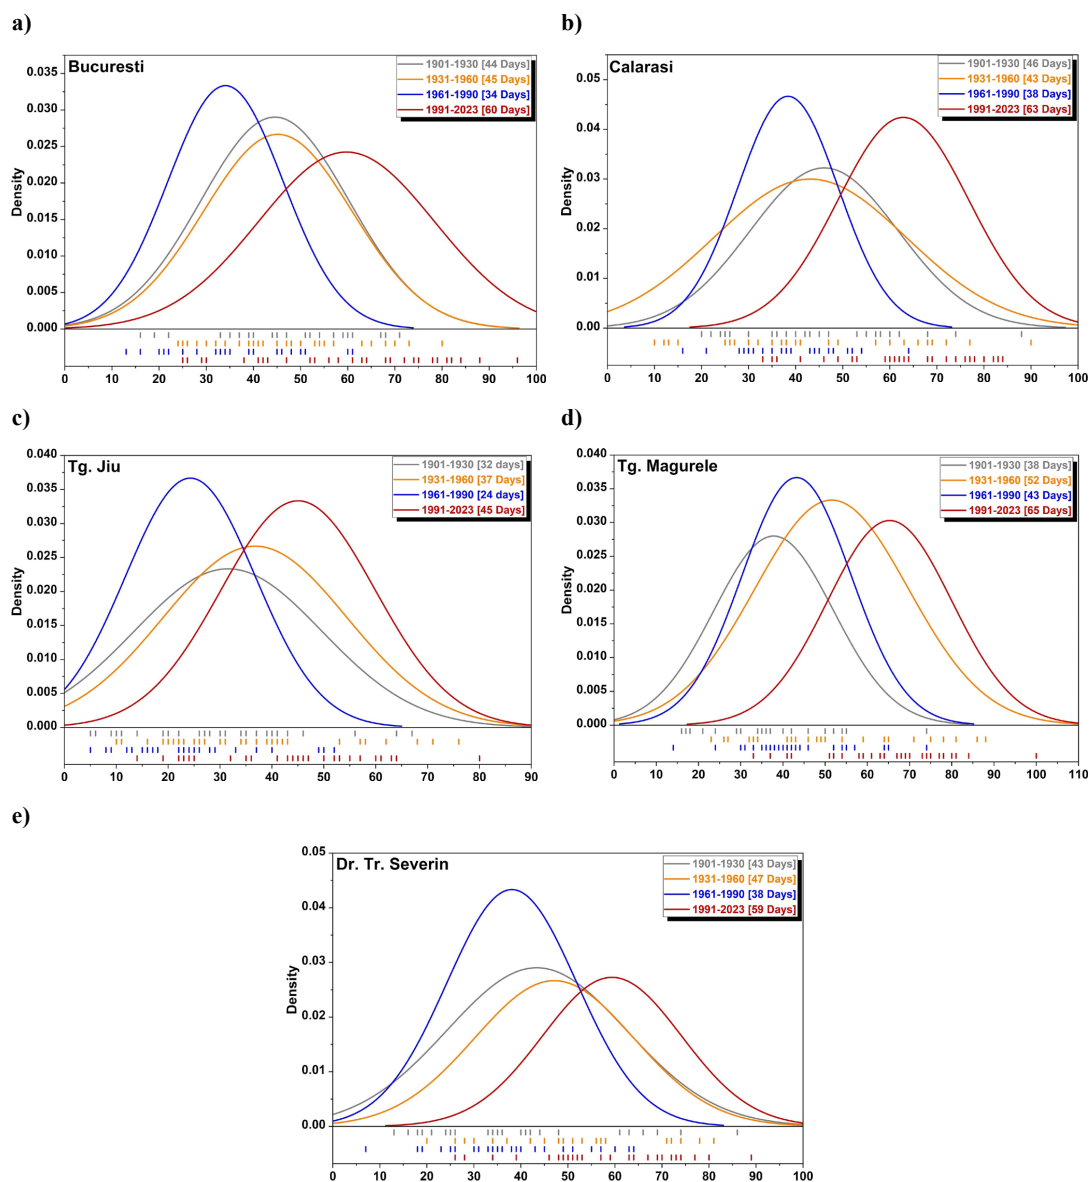 a)
Bucuresti
1901-1930 [44 Days]
1931-1960 [45 Days]
1961-1990 [34 Days]
1991-2023 [60 Days]
Density
0.035
0.030
0.025
0.020
0.015
0.010
0.005
0.000
0 10 20 30 40 50 60 70 80 90 100
b)
Calarasi
1901-1930 [46 Days]
1931-1960 [43 Days]
1961-1990 [38 Days]
1991-2023 [63 Days]
Density
0.05
0.04
0.03
0.02
0.01
0.00
0 10 20 30 40 50 60 70 80 90 100
c)
Tg. Jiu
1901-1930 [32 days]
1931-1960 [37 Days]
1961-1990 [24 days]
1991-2023 [45 Days]
Density
0.040
0.035
0.030
0.025
0.020
0.015
0.010
0.005
0.000
0 10 20 30 40 50 60 70 80 90
d)
Tg. Magurele
1901-1930 [38 Days]
1931-1960 [52 Days]
1961-1990 [43 Days]
1991-2023 [65 Days]
Density
0.040
0.035
0.030
0.025
0.020
0.015
0.010
0.005
0.000
0 10 20 30 40 50 60 70 80 90 100 110
e)
Dr. Tr. Severin
1901-1930 [43 Days]
1931-1960 [47 Days]
1961-1990 [38 Days]
1991-2023 [59 Days]
Density
0.05
0.04
0.03
0.02
0.01
0.00
0 10 20 30 40 50 60 70 80 90 100